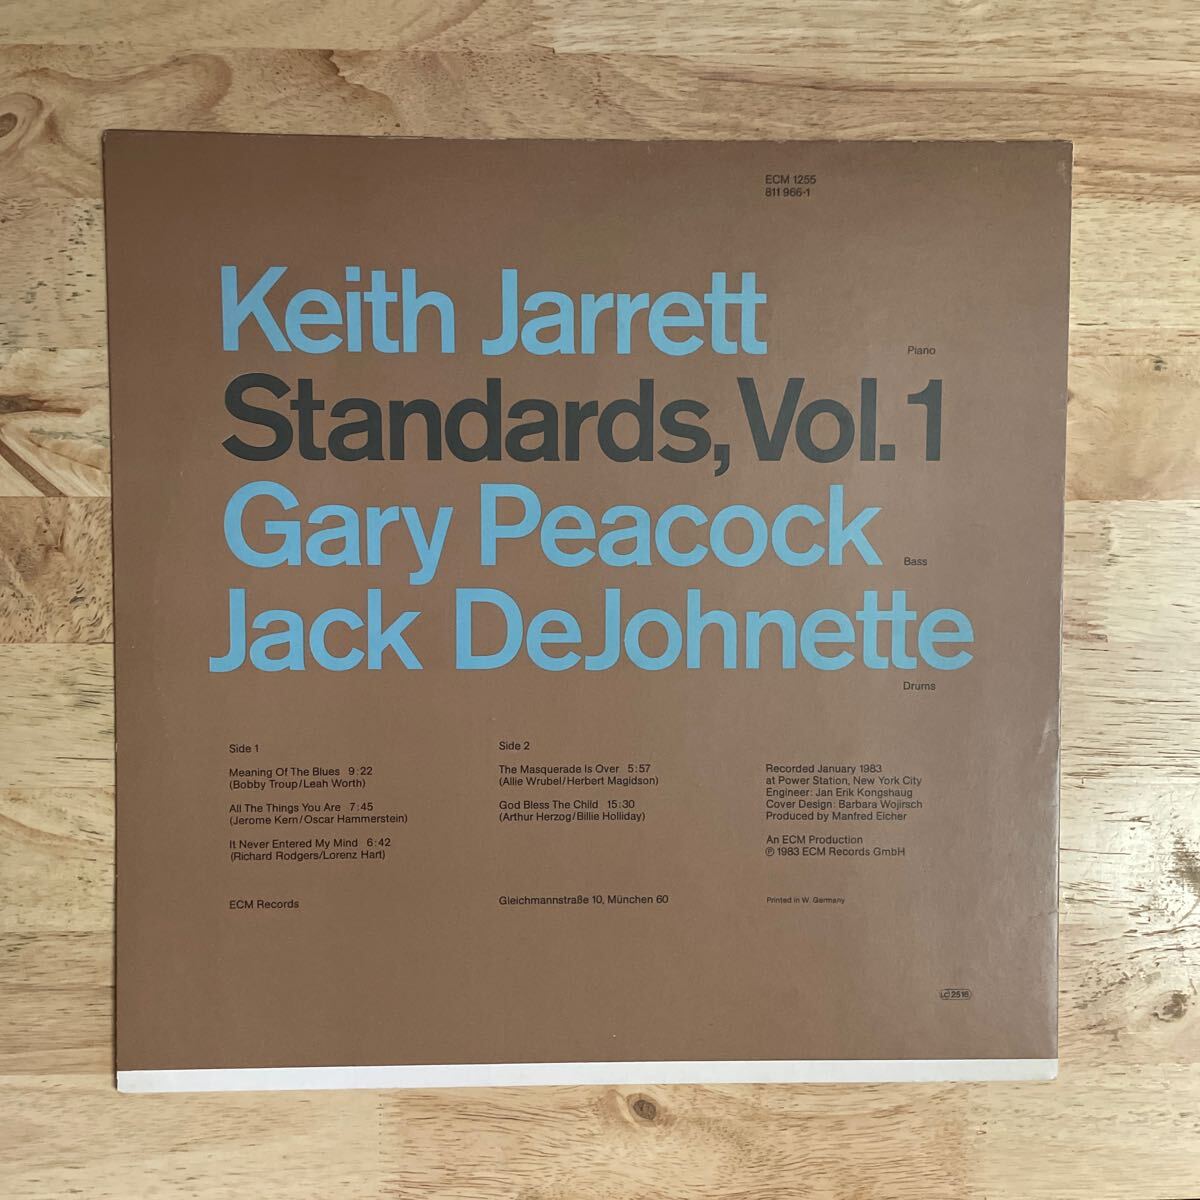 ECM 1255
811 966-1
Keith Jarrett
Piano
Standards, Vol. 1
Gary Peacock
Bass
Jack DeJohnette
Drums
Side 1
Meaning Of The Blues 9:22
(Bobby Troup/Leah Worth)
All The Things You Are 7:45
(Jerome Kern/Oscar Hammerstein)
It Never Entered My Mind 6:42
(Richard Rodgers/Lorenz Hart)
ECM Records
Side 2
The Masquerade Is Over 5:57
(Allie Wrubel/Herbert Magidson)
God Bless The Child 15:30
(Arthur Herzog/Billie Holliday)
Gleichmannstraße 10, München 60
Recorded January 1983
at Power Station, New York City
Engineer: Jan Erik Kongshaug
Cover Design: Barbara Wojirsch
Produced by Manfred Eicher
An ECM Production
℗ 1983 ECM Records GmbH
Printed in W. Germany
LC 2516